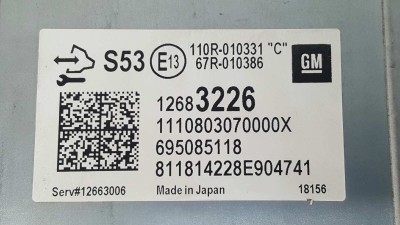 S53 E13 110R-010331 "C"
67R-010386
GM
12683226
1110803070000X
695085118
811814228E904741
Serv#12663006 Made in Japan 18156